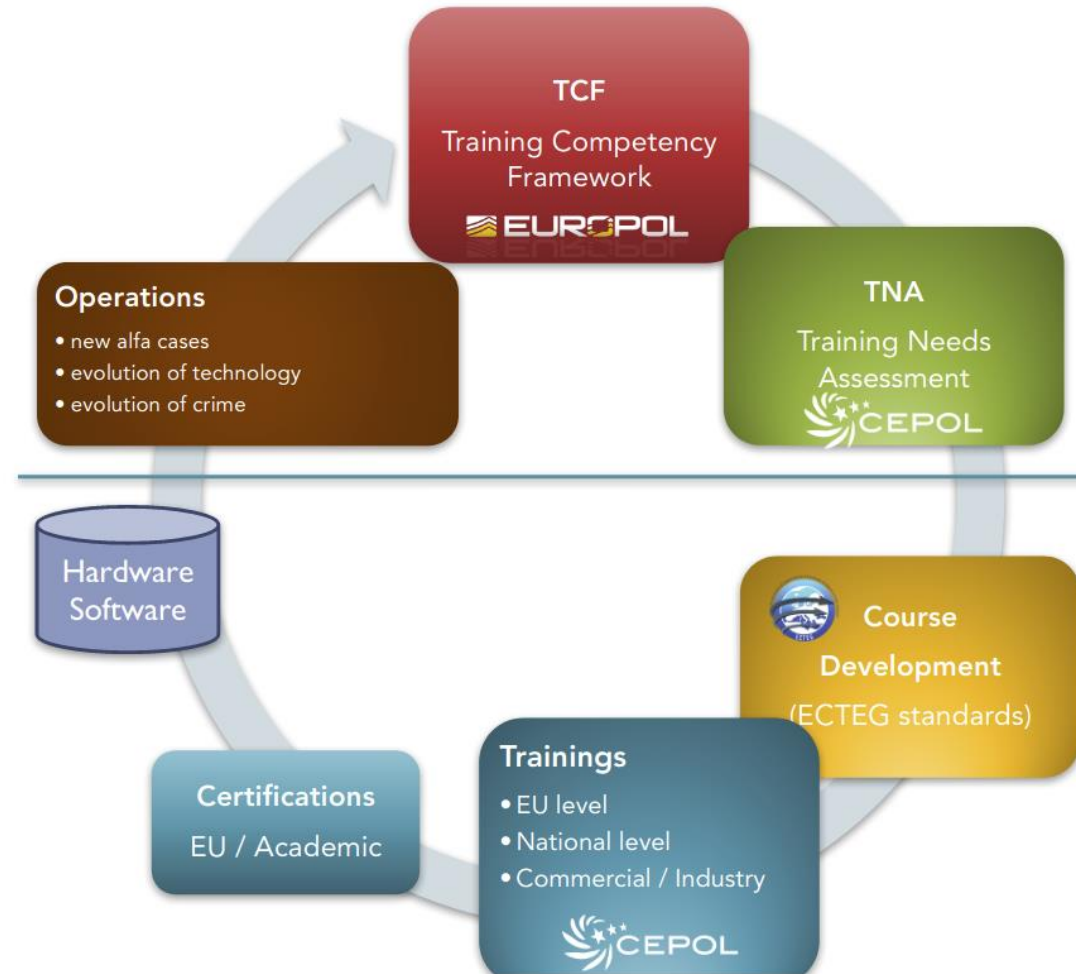 TCF
Training Competency
Framework
EUROPOL
TNA
Training Needs
Assessment
CEPOL
Operations
• new alfa cases
• evolution of technology
• evolution of crime
Hardware
Software
Course
Development
(ECTEG standards)
ECTEG
Trainings
• EU level
• National level
• Commercial / Industry
CEPOL
Certifications
EU / Academic